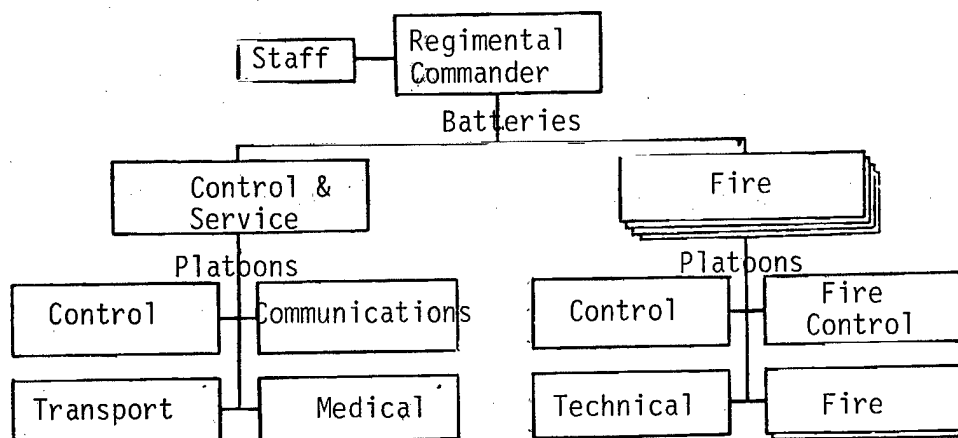 Staff
Regimental
Commander
Batteries
Control &
Service
Fire
Platoons
Platoons
Control
Communications
Control
Fire
Control
Transport
Medical
Technical
Fire